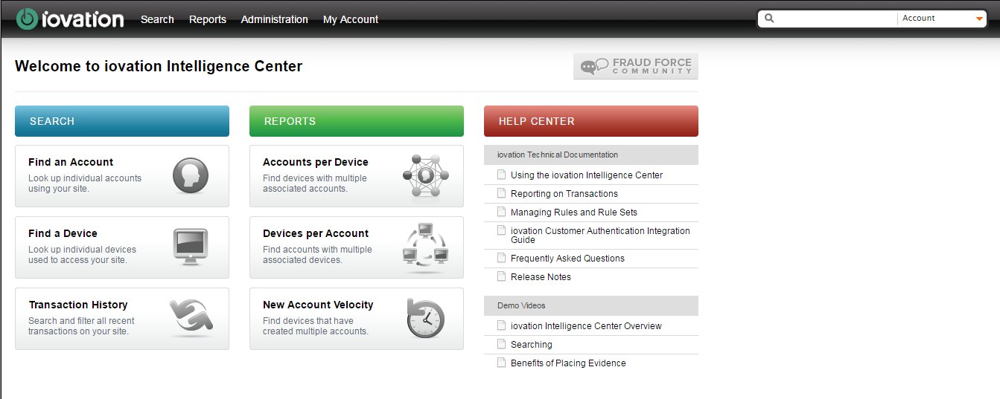 iovation Search Reports Administration My Account Account
Welcome to iovation Intelligence Center
FRAUD FORCE
COMMUNITY
SEARCH
Find an Account
Look up individual accounts
using your site.
Find a Device
Look up individual devices
used to access your site.
Transaction History
Search and filter all recent
transactions on your site.
REPORTS
Accounts per Device
Find devices with multiple
associated accounts.
Devices per Account
Find accounts with multiple
associated devices.
New Account Velocity
Find devices that have
created multiple accounts.
HELP CENTER
iovation Technical Documentation
Using the iovation Intelligence Center
Reporting on Transactions
Managing Rules and Rule Sets
iovation Customer Authentication Integration
Guide
Frequently Asked Questions
Release Notes
Demo Videos
iovation Intelligence Center Overview
Searching
Benefits of Placing Evidence